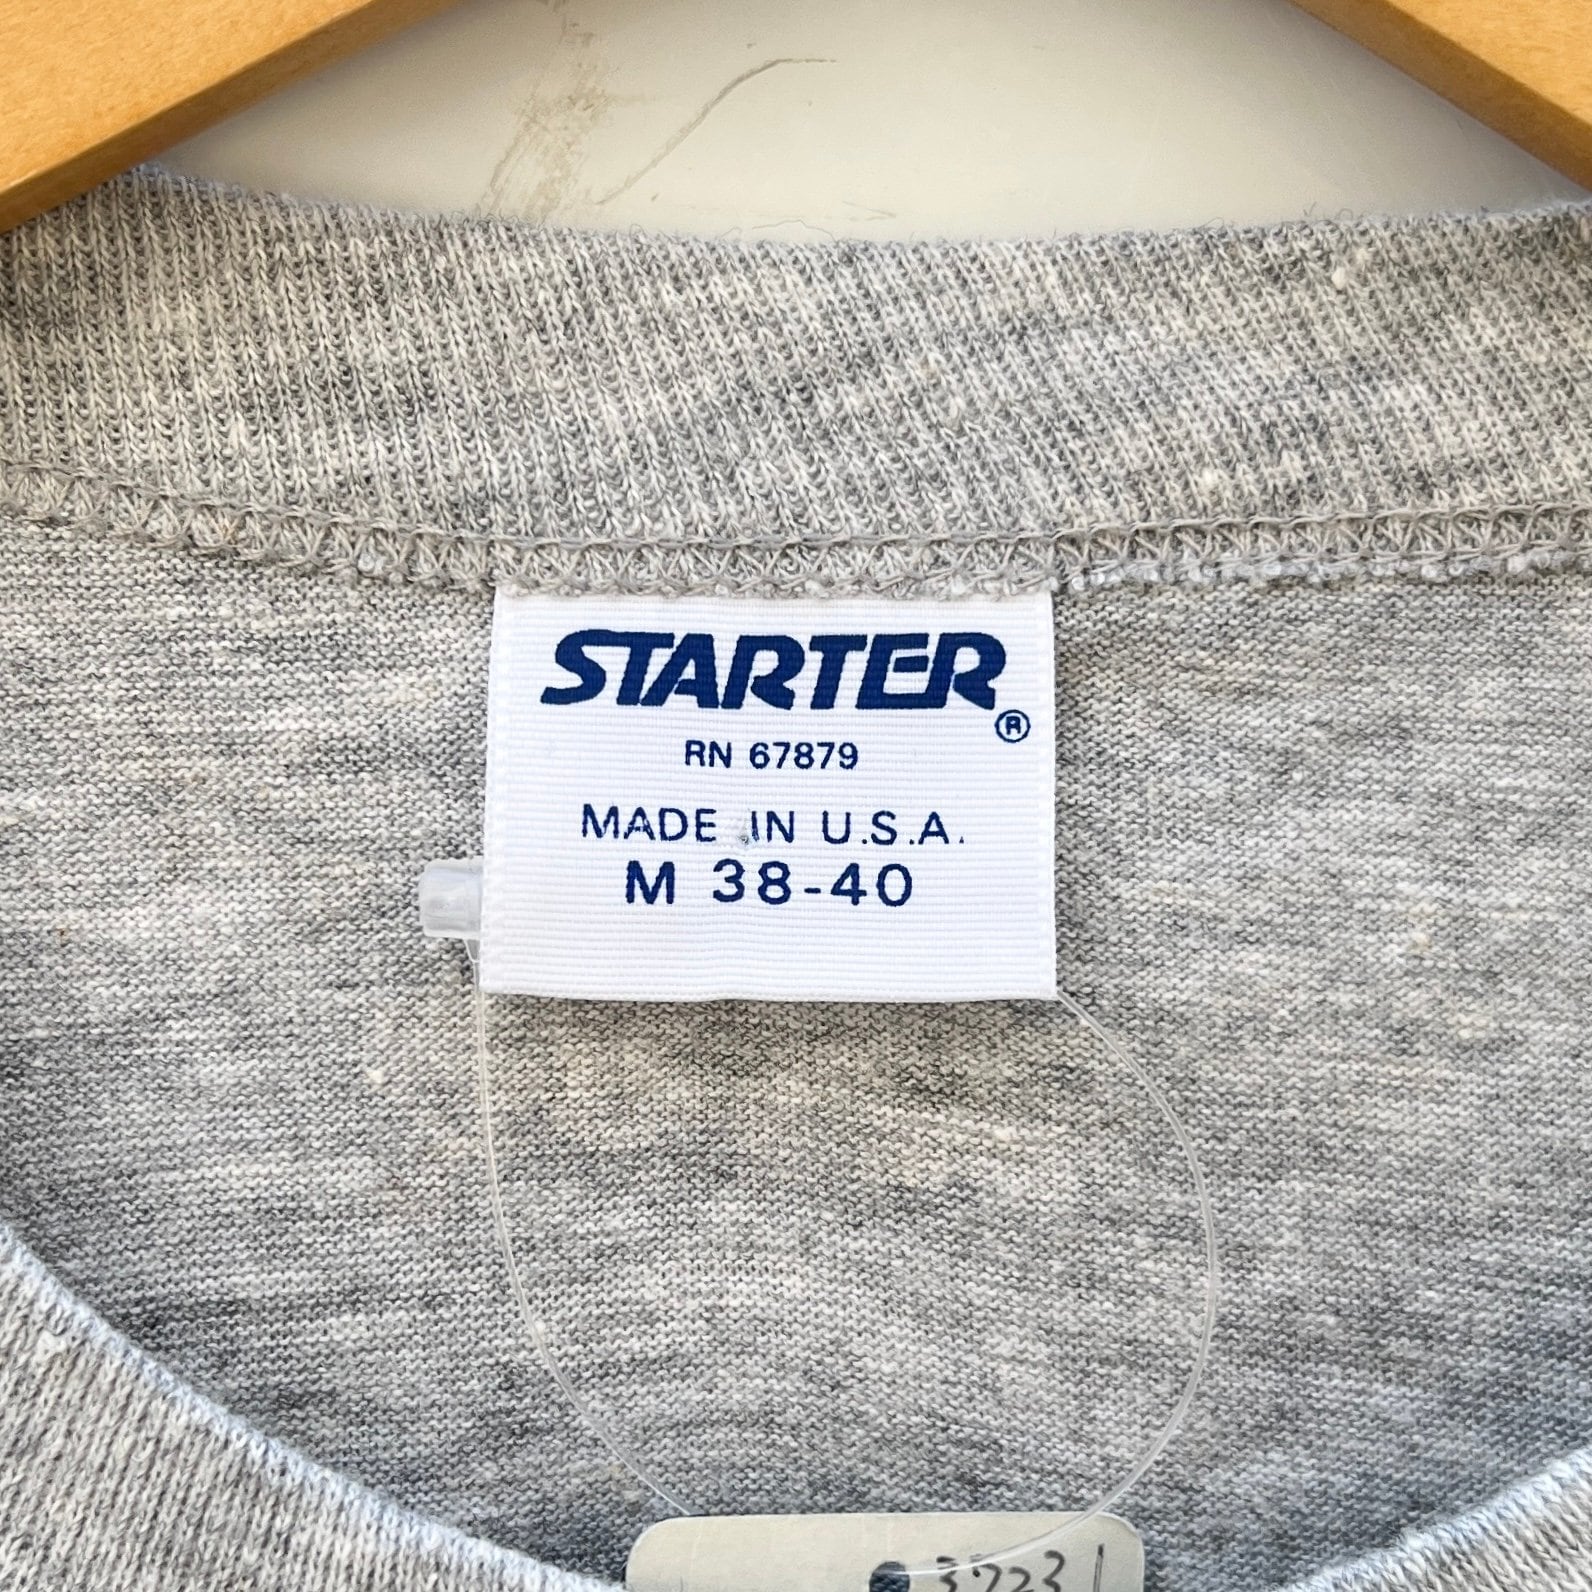 STARTER®
RN 67879
MADE IN U.S.A.
M 38-40